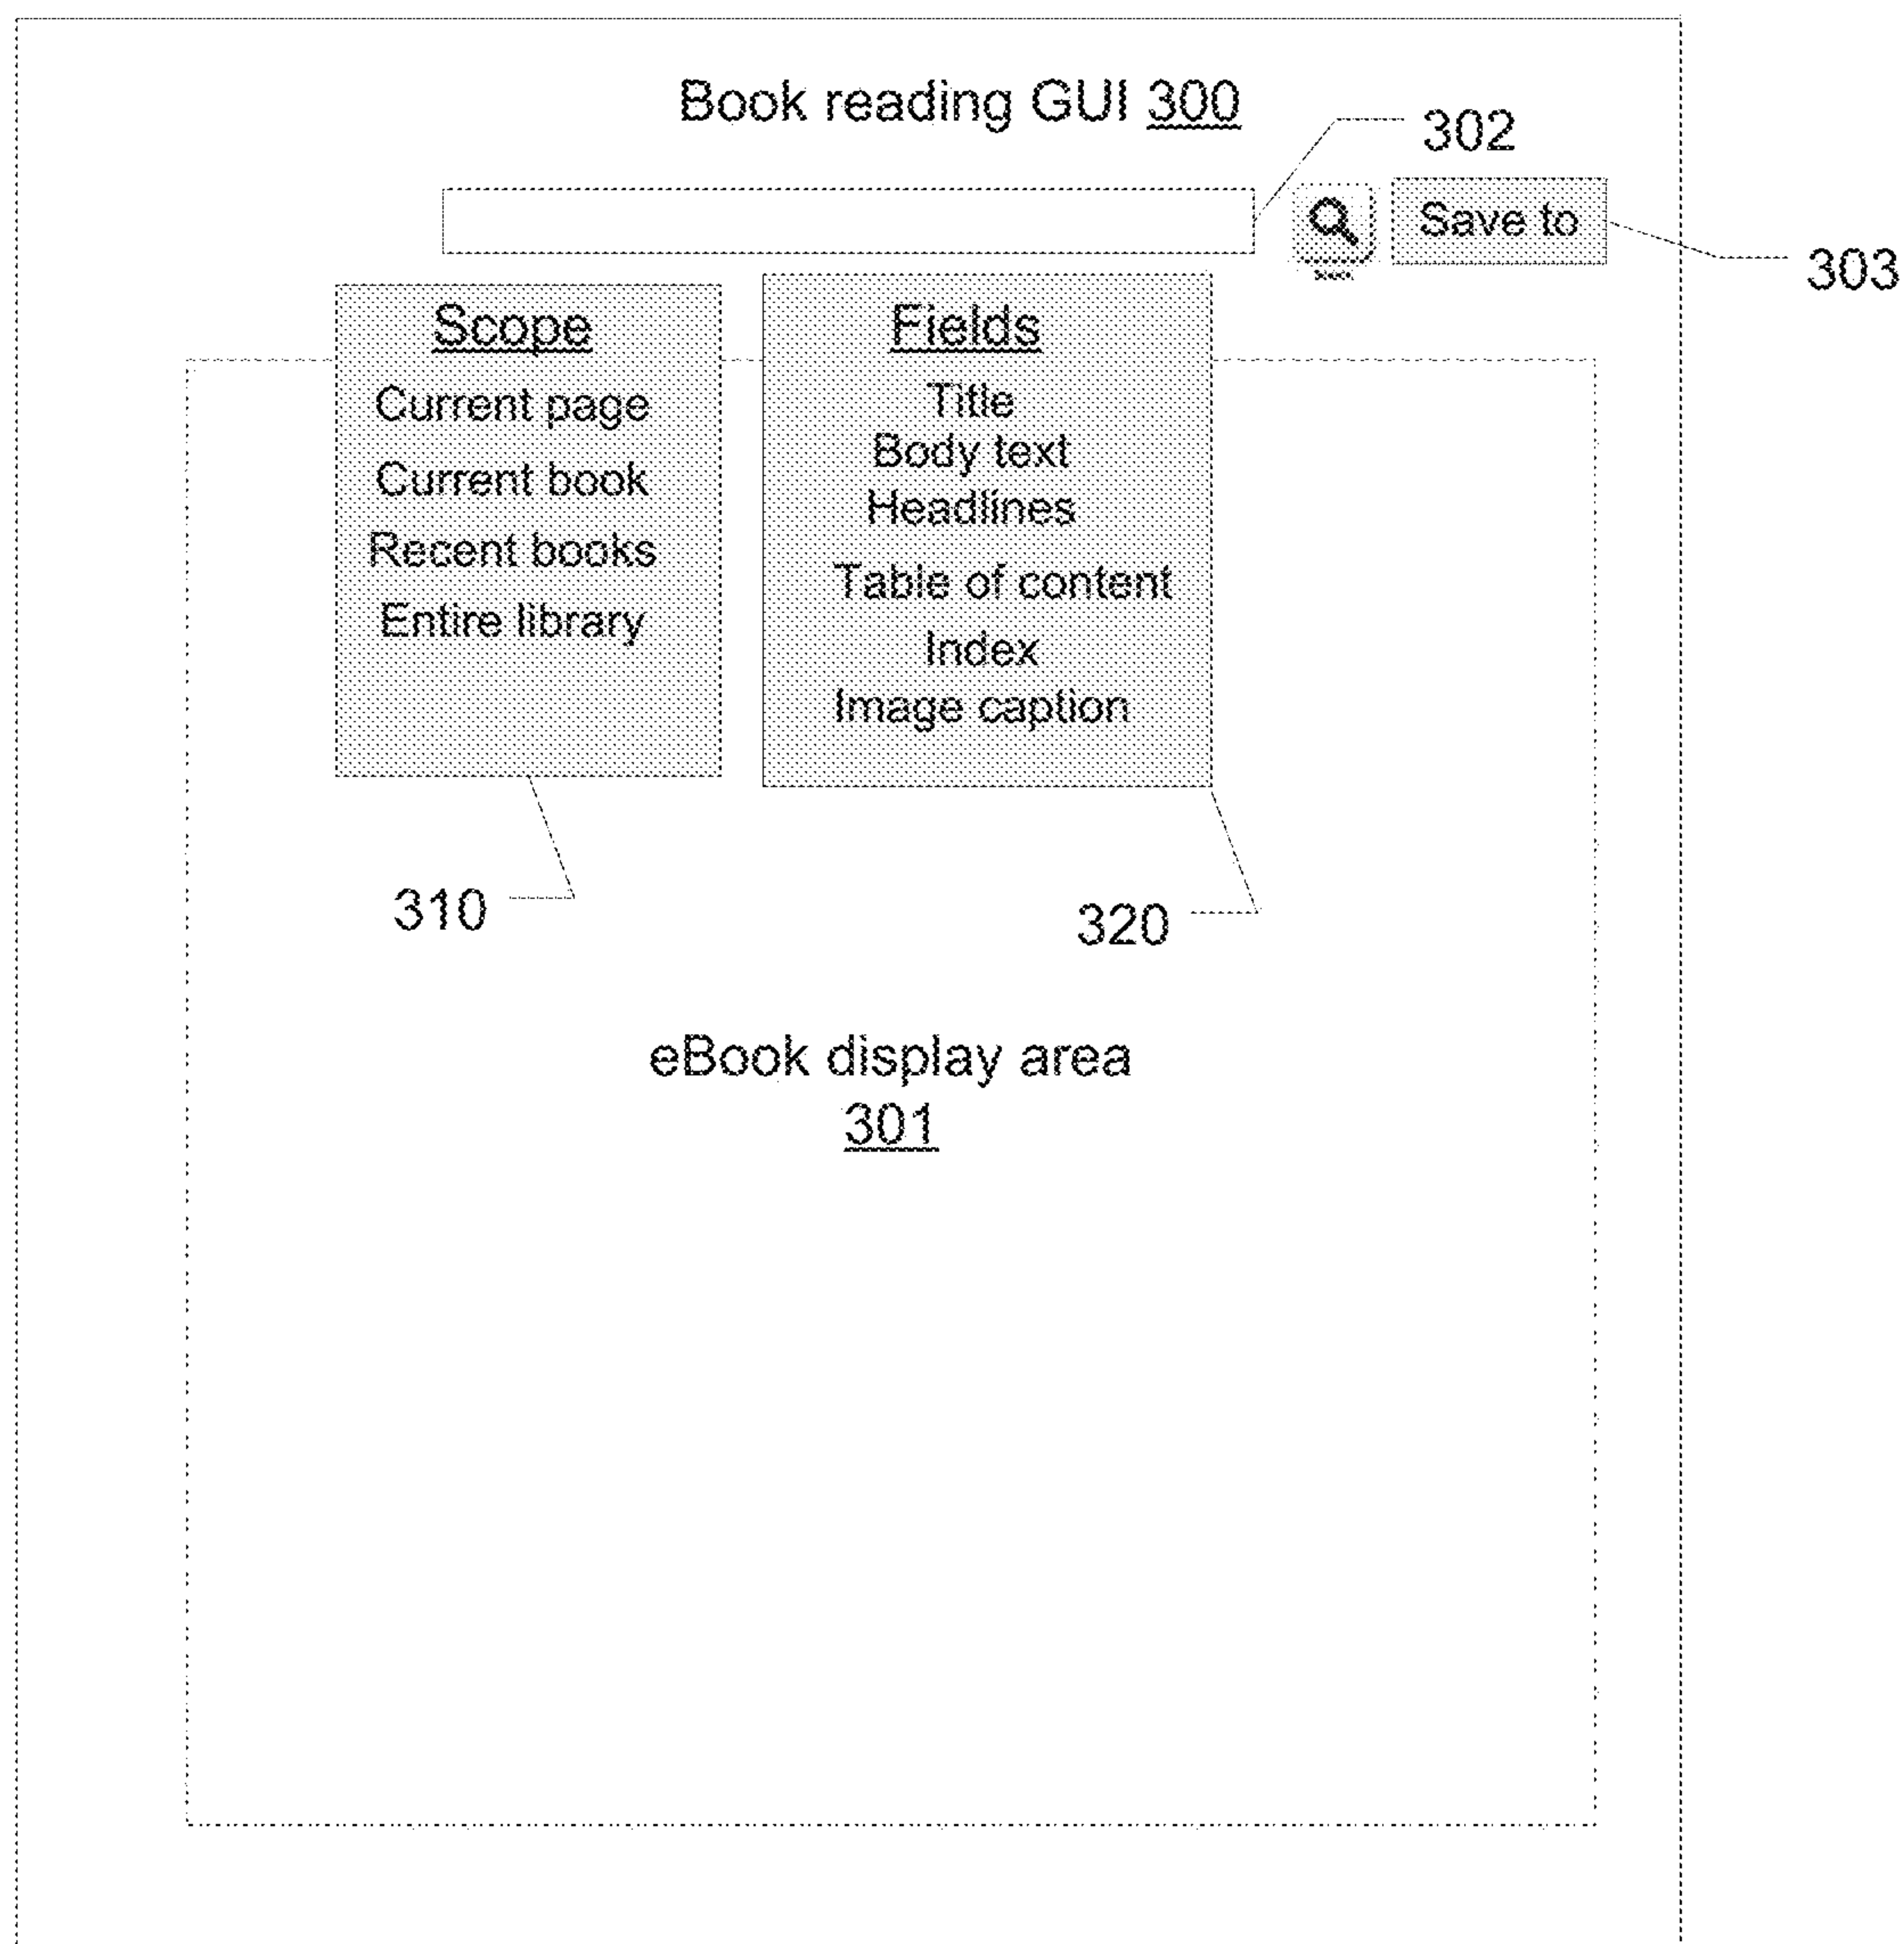 Book reading GUI 300
302
Save to
303
Scope
Current page
Current book
Recent books
Entire library
Fields
Title
Body text
Headlines
Table of content
Index
Image caption
310
320
eBook display area
301